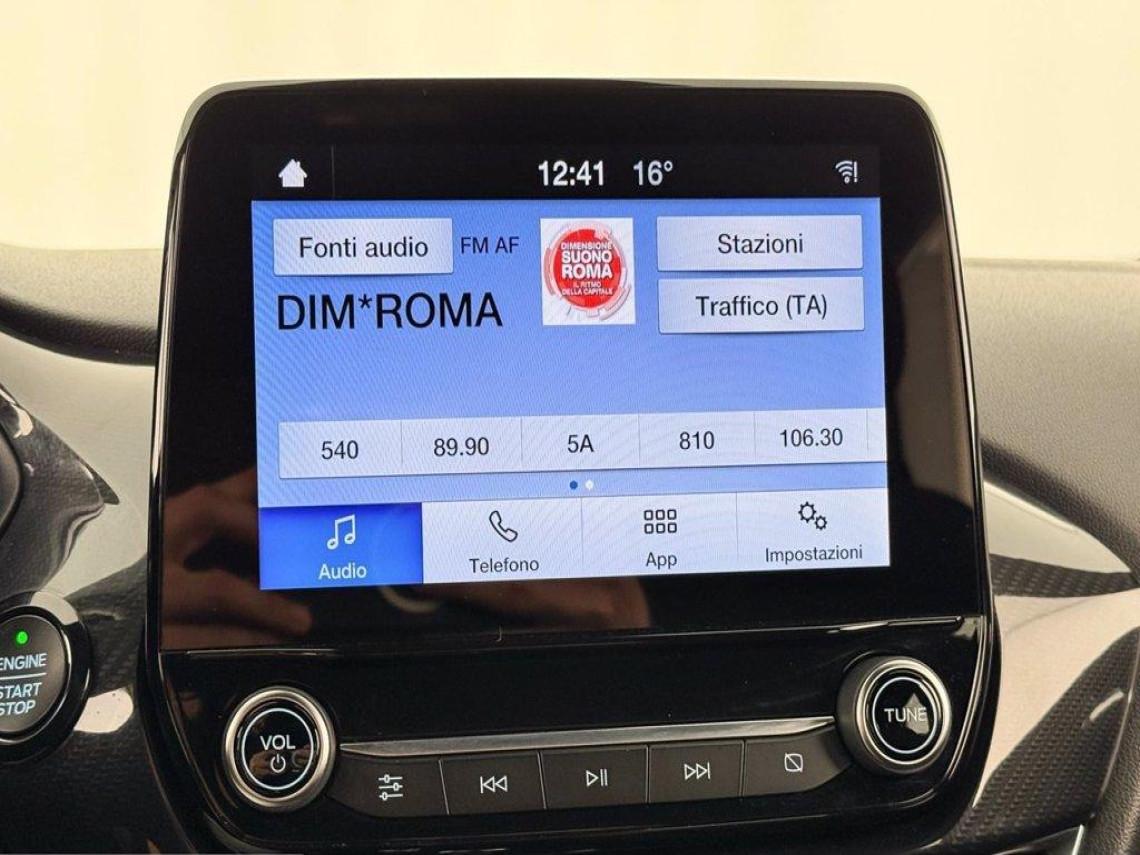 12:41 16°
Fonti audio FM AF
DIMENSIONE
SUONO
ROMA
IL RITMO
DELLA CAPITALE
Stazioni
DIM*ROMA
Traffico (TA)
540 89.90 5A 810 106.30
Audio Telefono App Impostazioni
ENGINE
START
STOP
VOL
TUNE